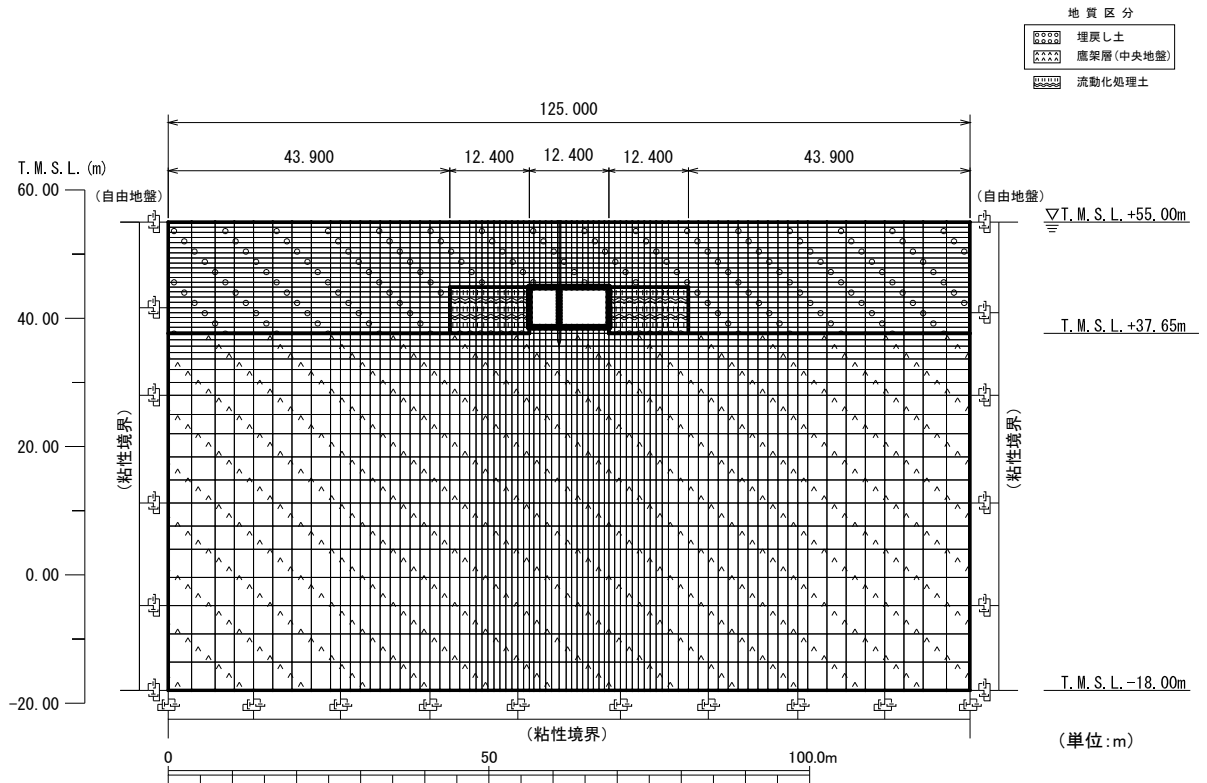 地質区分
埋戻し土
鷹架層(中央地盤)
流動化処理土
125.000
43.900 12.400 12.400 12.400 43.900
T.M.S.L.(m)
60.00
(自由地盤) (自由地盤)
▽T.M.S.L.+55.00m
40.00
T.M.S.L.+37.65m
20.00
(粘性境界) (粘性境界)
0.00
T.M.S.L.-18.00m
-20.00
(粘性境界)
(単位:m)
0 50 100.0m